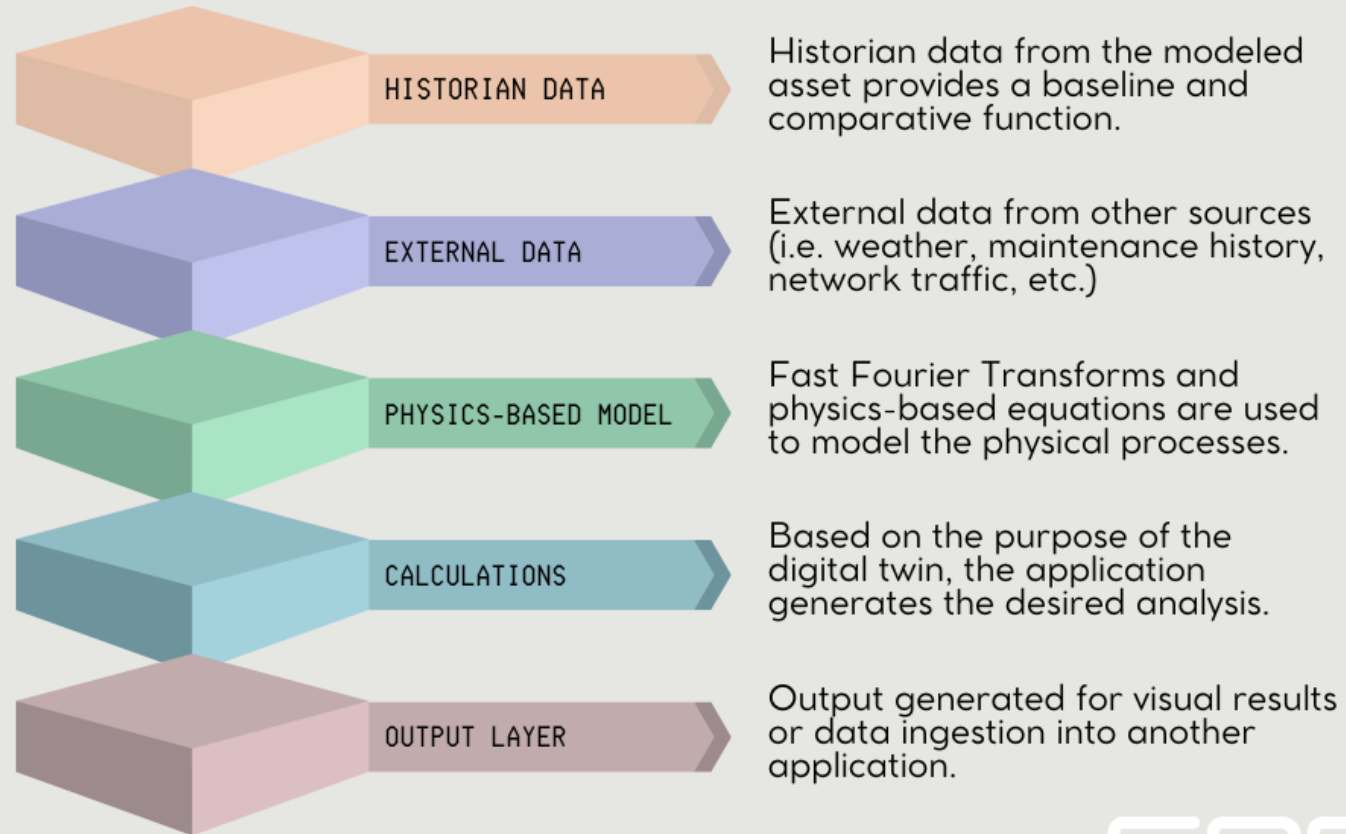 HISTORIAN DATA
Historian data from the modeled
asset provides a baseline and
comparative function.
EXTERNAL DATA
External data from other sources
(i.e. weather, maintenance history,
network traffic, etc.)
PHYSICS-BASED MODEL
Fast Fourier Transforms and
physics-based equations are used
to model the physical processes.
CALCULATIONS
Based on the purpose of the
digital twin, the application
generates the desired analysis.
OUTPUT LAYER
Output generated for visual results
or data ingestion into another
application.